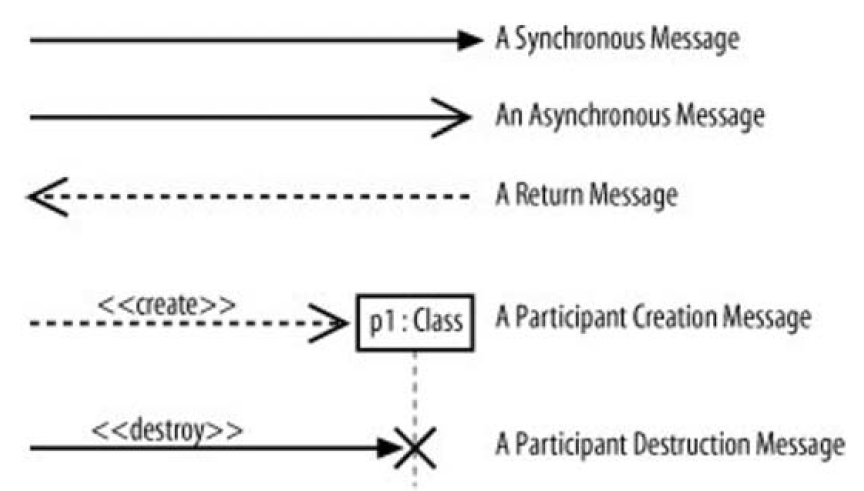 A Synchronous Message
An Asynchronous Message
A Return Message
<<create>>
p1 : Class
A Participant Creation Message
<<destroy>>
A Participant Destruction Message